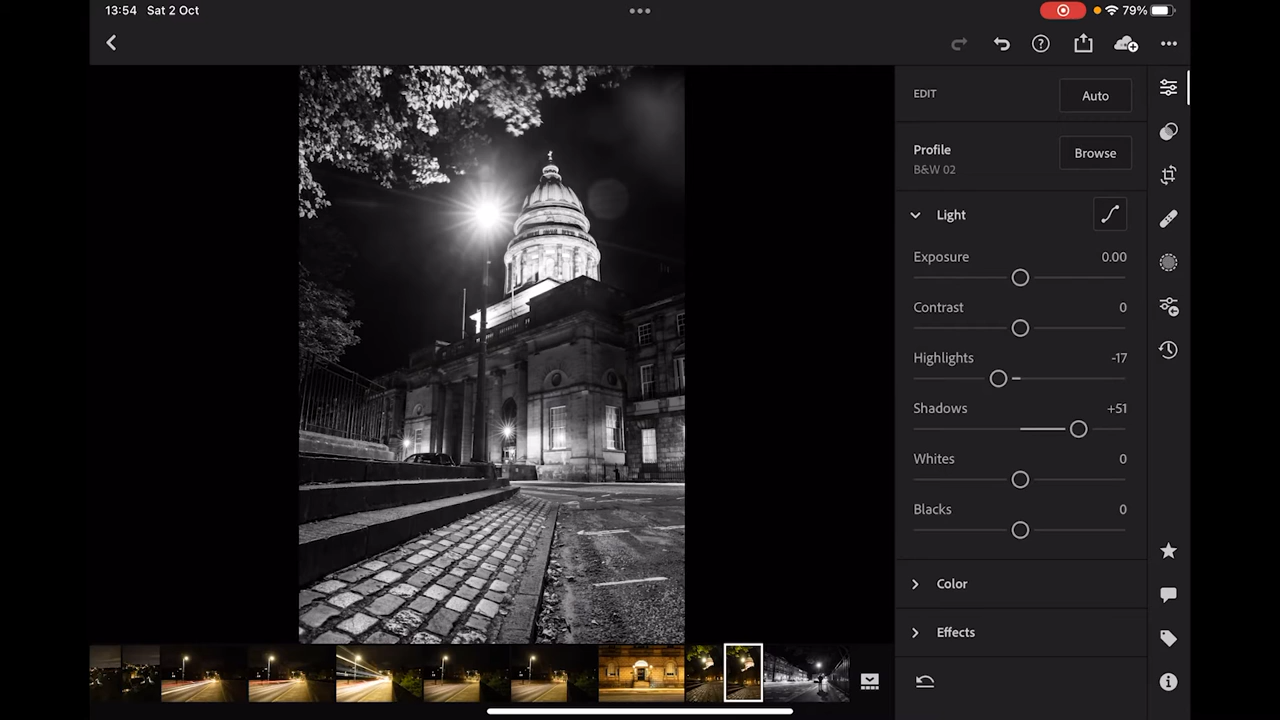 13:54 Sat 2 Oct
79%
EDIT
Auto
Profile
B&W 02
Browse
Light
Exposure 0.00
Contrast 0
Highlights -17
Shadows +51
Whites 0
Blacks 0
Color
Effects